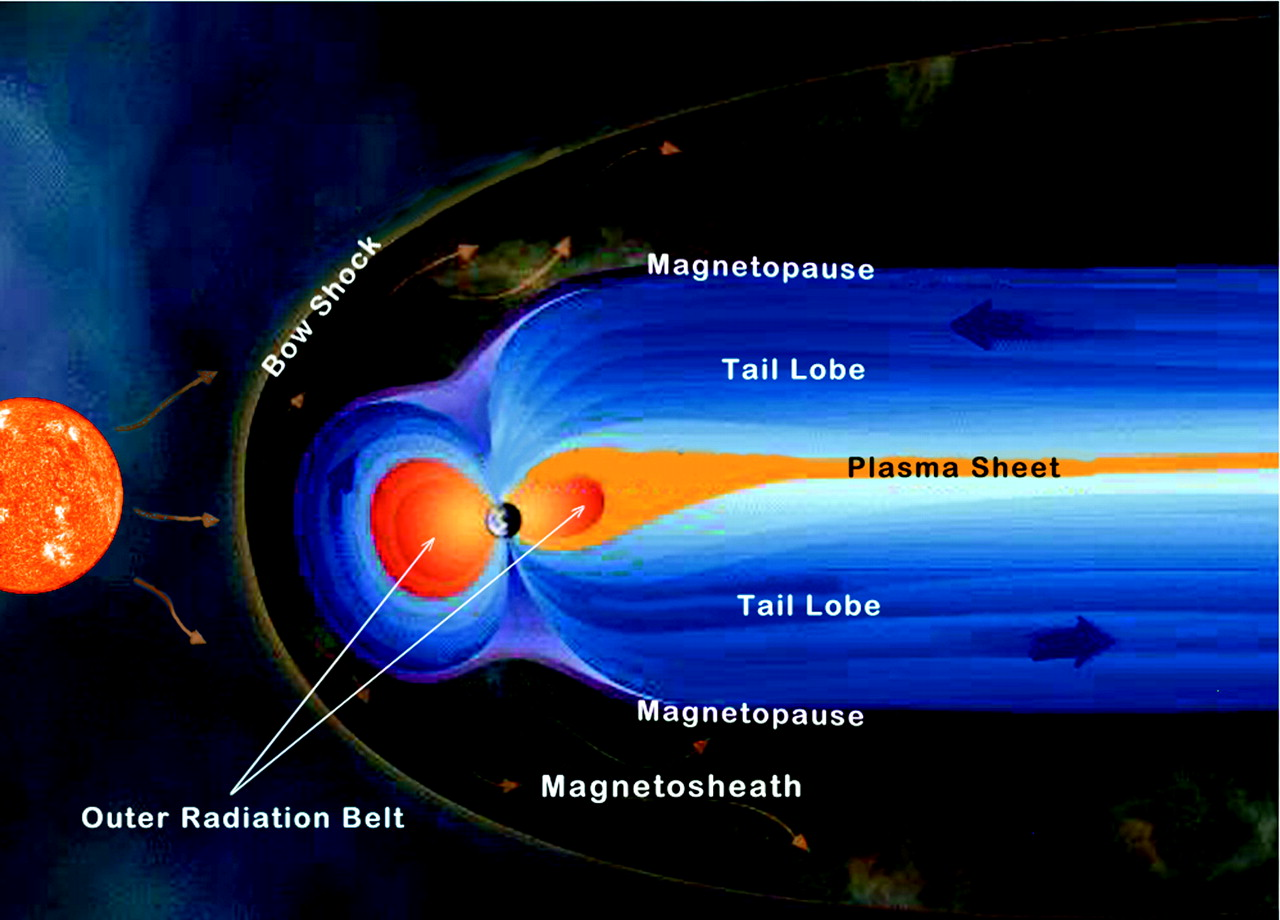 Bow Shock
Magnetopause
Tail Lobe
Plasma Sheet
Tail Lobe
Magnetopause
Magnetosheath
Outer Radiation Belt